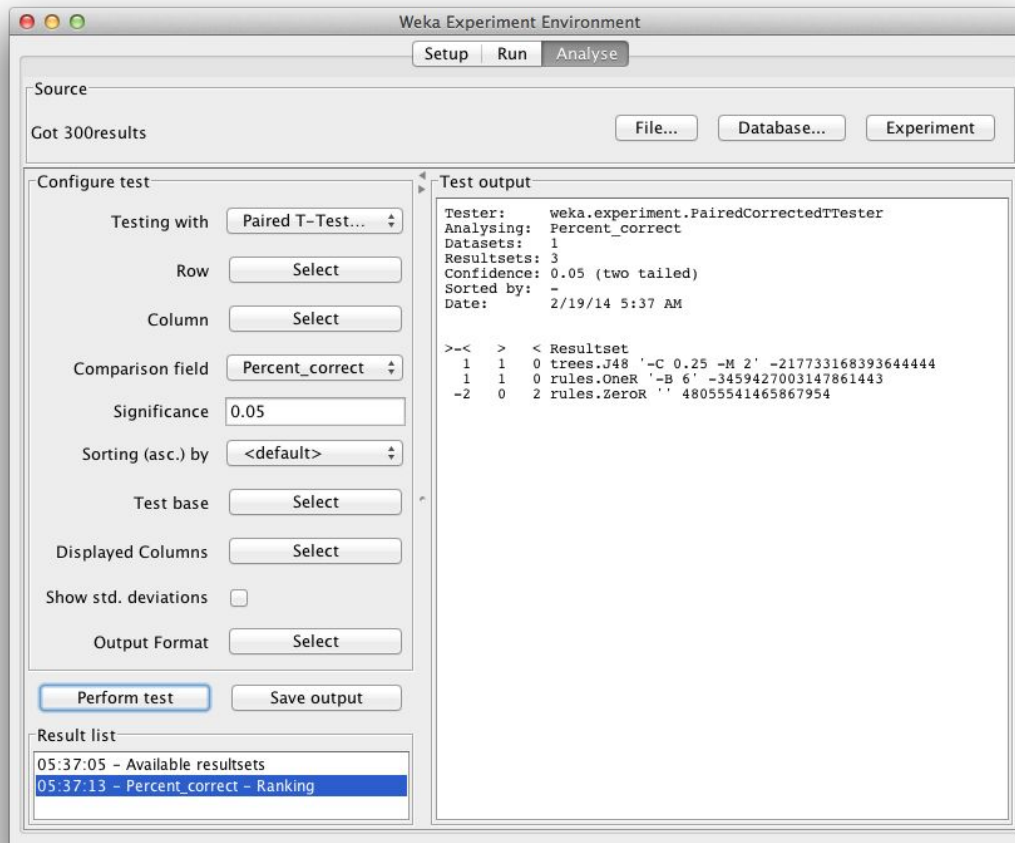 Weka Experiment Environment
Setup Run Analyse
Source
Got 300results
File... Database... Experiment
Configure test
Testing with Paired T-Test...
Row Select
Column Select
Comparison field Percent_correct
Significance 0.05
Sorting (asc.) by <default>
Test base Select
Displayed Columns Select
Show std. deviations
Output Format Select
Perform test Save output
Result list
05:37:05 – Available resultsets
05:37:13 – Percent_correct – Ranking
Test output
Tester: weka.experiment.PairedCorrectedTTester
Analysing: Percent_correct
Datasets: 1
Resultsets: 3
Confidence: 0.05 (two tailed)
Sorted by: -
Date: 2/19/14 5:37 AM
>-< > < Resultset
1 1 0 trees.J48 '-C 0.25 -M 2' -217733168393644444
1 1 0 rules.OneR '-B 6' -3459427003147861443
-2 0 2 rules.ZeroR '' 48055541465867954